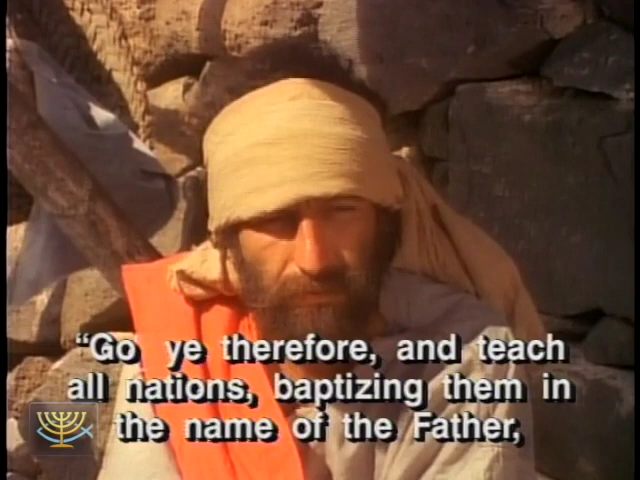 “Go ye therefore, and teach
all nations, baptizing them in
the name of the Father,